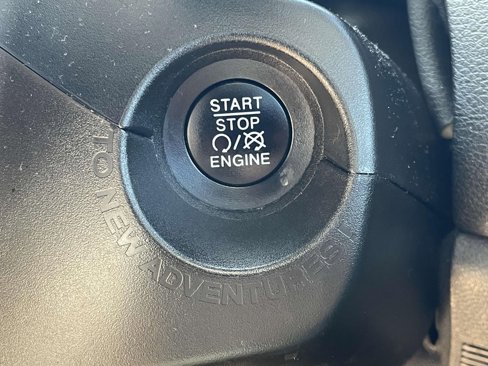 START
STOP
/
ENGINE
TO NEW ADVENTURES!